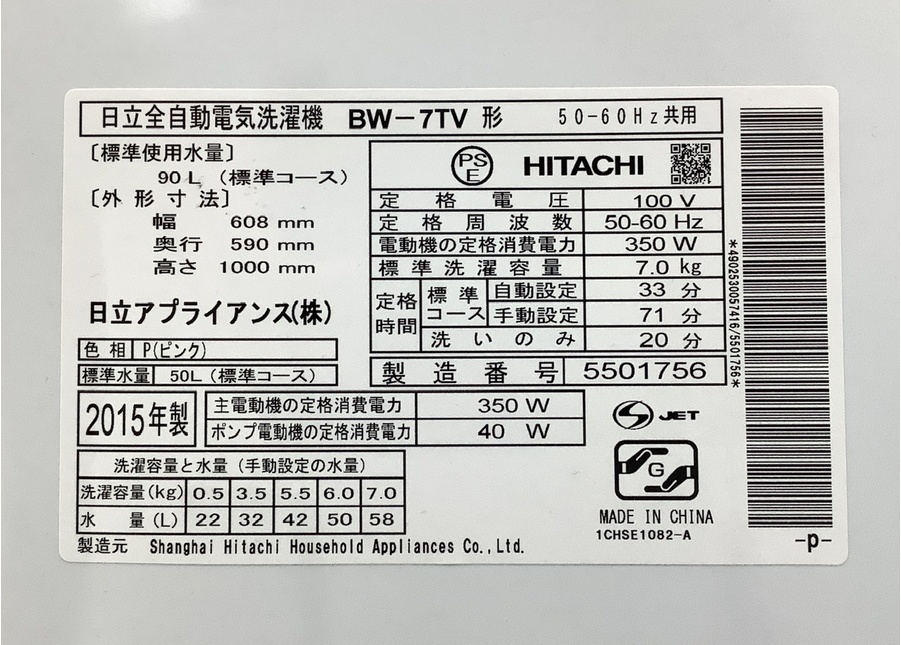 日立全自動電気洗濯機 BW-7TV 形 50-60Hz共用
〔標準使用水量〕
90L (標準コース)
〔外形寸法〕
幅 608 mm
奥行 590 mm
高さ 1000 mm
日立アプライアンス(株)
色相 P(ピンク)
標準水量 50L (標準コース)
PSE HITACHI
定格電圧 100 V
定格周波数 50-60 Hz
電動機の定格消費電力 350 W
標準洗濯容量 7.0 kg
定格時間 標準コース 自動設定 33 分
手動設定 71 分
洗いのみ 20 分
製造番号 5501756
2015年製
主電動機の定格消費電力 350 W
ポンプ電動機の定格消費電力 40 W
洗濯容量と水量 (手動設定の水量)
洗濯容量(kg) 0.5 3.5 5.5 6.0 7.0
水量(L) 22 32 42 50 58
製造元 Shanghai Hitachi Household Appliances Co.,Ltd.
S JET
G
MADE IN CHINA
1CHSE1082-A
*4902530057416/5501756*
-p-